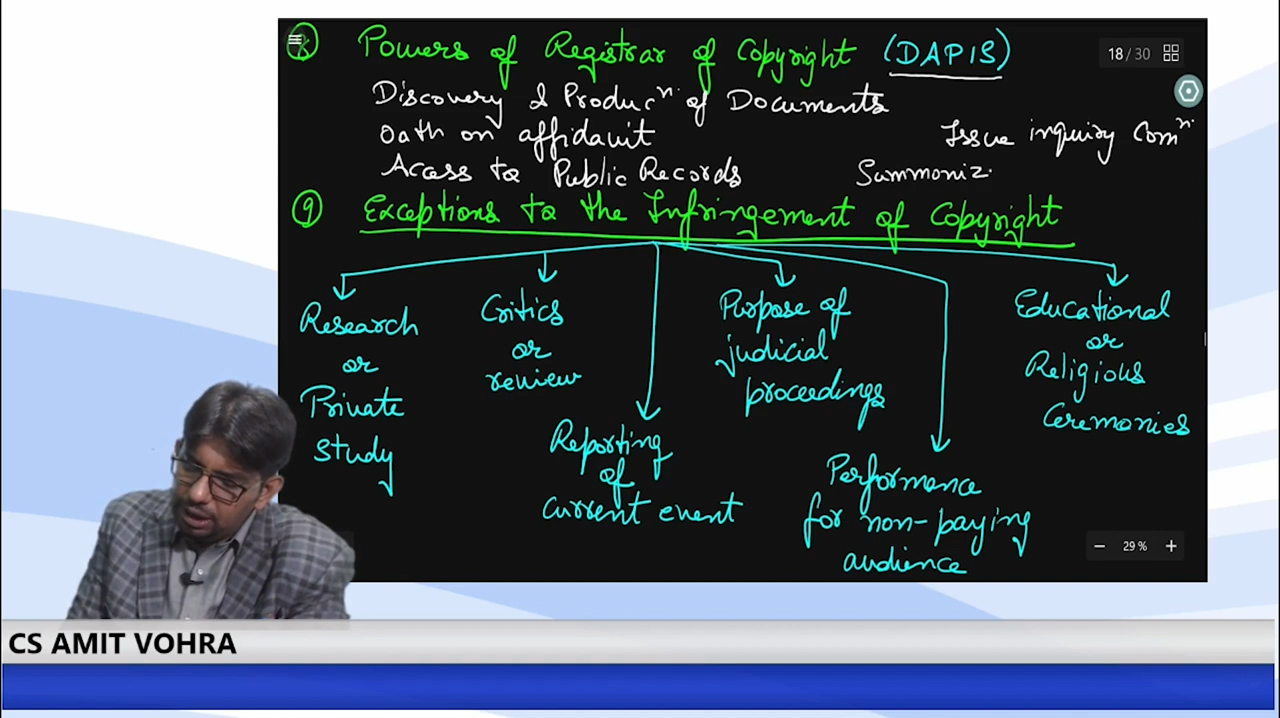 ⑧ Powers of Registrar of Copyright (DAPIS)
18 / 30
Discovery & Producⁿ. of Documents
Oath on affidavit
Issue inquiry Comⁿ.
Acess to Public Records
Summoniz.
⑨ Exceptions to the Infringement of Copyright
Research
or
Private
study
Critics
or
review
Reporting
of
current event
Purpose of
judicial
proceedings
Performance
for non-paying
audience
Educational
or
Religious
Ceremonies
29 %
CS AMIT VOHRA